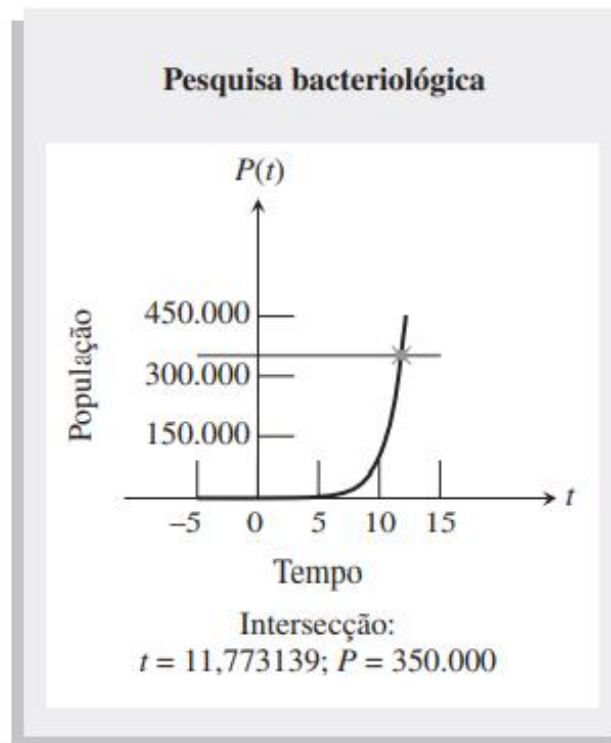 Pesquisa bacteriológica
P(t)
População
450.000
300.000
150.000
–5 0 5 10 15
t
Tempo
Intersecção:
t = 11,773139; P = 350.000